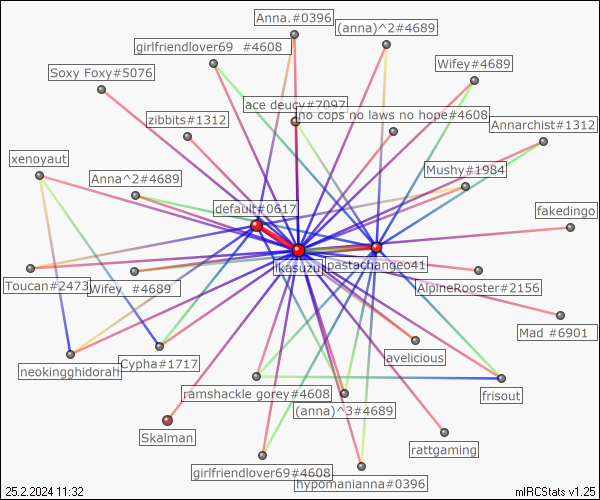 Anna.#0396
(anna)^2#4689
girlfriendlover69 #4608
Soxy Foxy#5076
Wifey#4689
ace deucy#7097
no cops no laws no hope#4608
zibbits#1312
Annarchist#1312
xenoyaut
Mushy#1984
Anna^2#4689
default#0617
fakedingo
ikasuzu
pastachangeo41
Toucan#2473
Wifey #4689
AlpineRooster#2156
Mad #6901
avelicious
Cypha#1717
neokingghidorah
ramshackle gorey#4608
frisout
(anna)^3#4689
Skalman
rattgaming
girlfriendlover69#4608
hypomanianna#0396
25.2.2024 11:32
mIRCStats v1.25